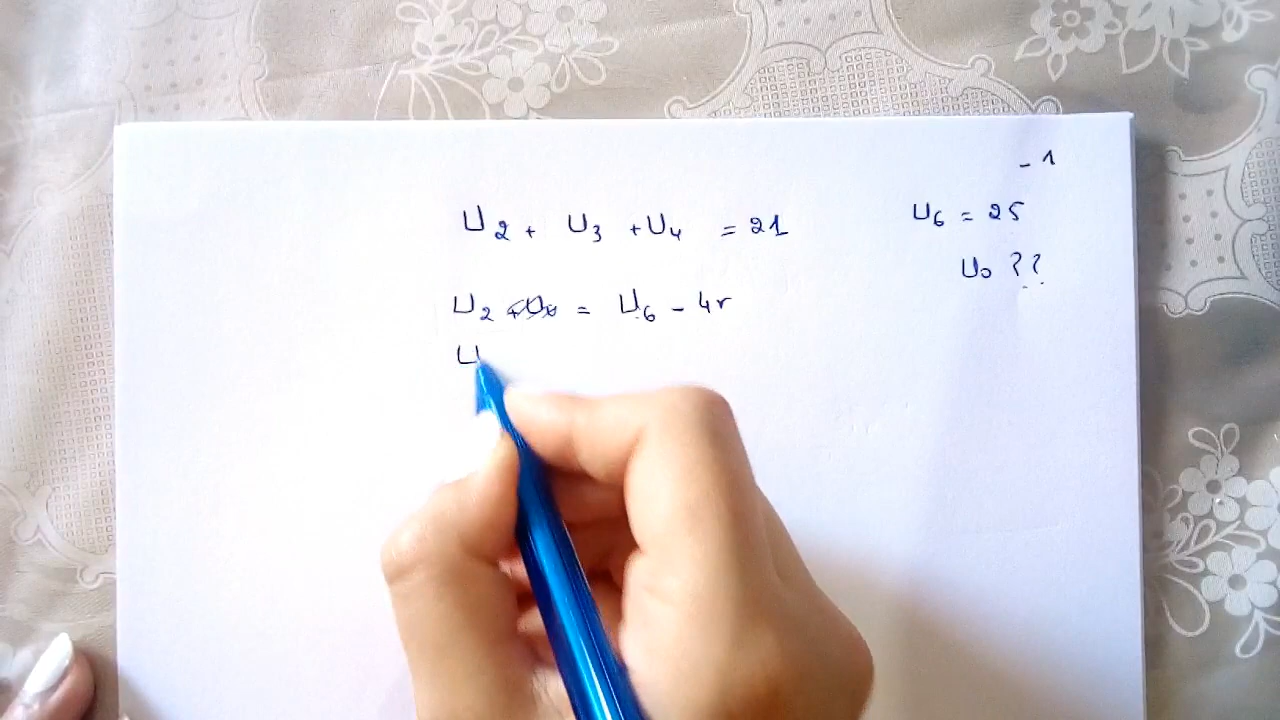 - 1
U2 + U3 + U4 = 21
U6 = 25
U0 ??
U2 = U6 - 4r
U